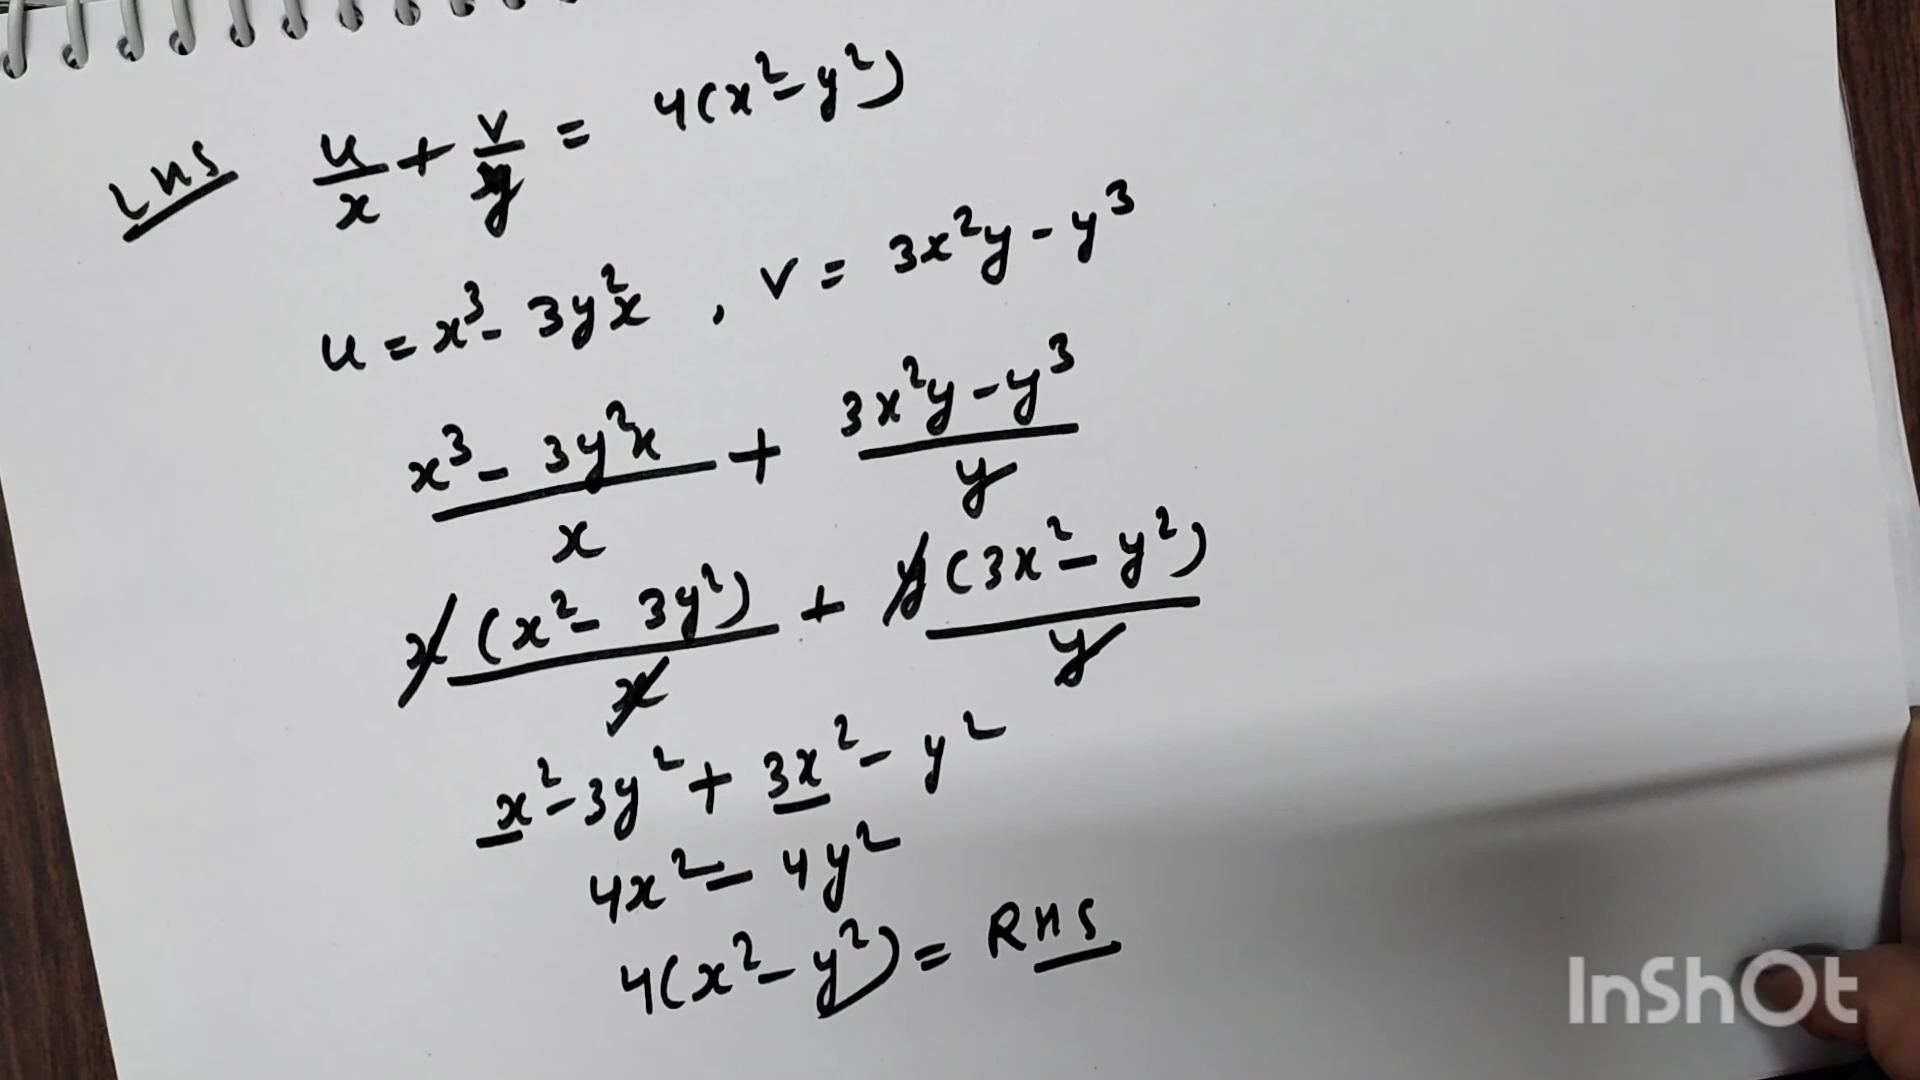 LHS u/x + v/y = 4(x² - y²)
u = x³ - 3y²x , v = 3x²y - y³
x³ - 3y²x / x + 3x²y - y³ / y
x(x² - 3y²) / x + y(3x² - y²) / y
x² - 3y² + 3x² - y²
4x² - 4y²
4(x² - y²) = RHS
InShOt